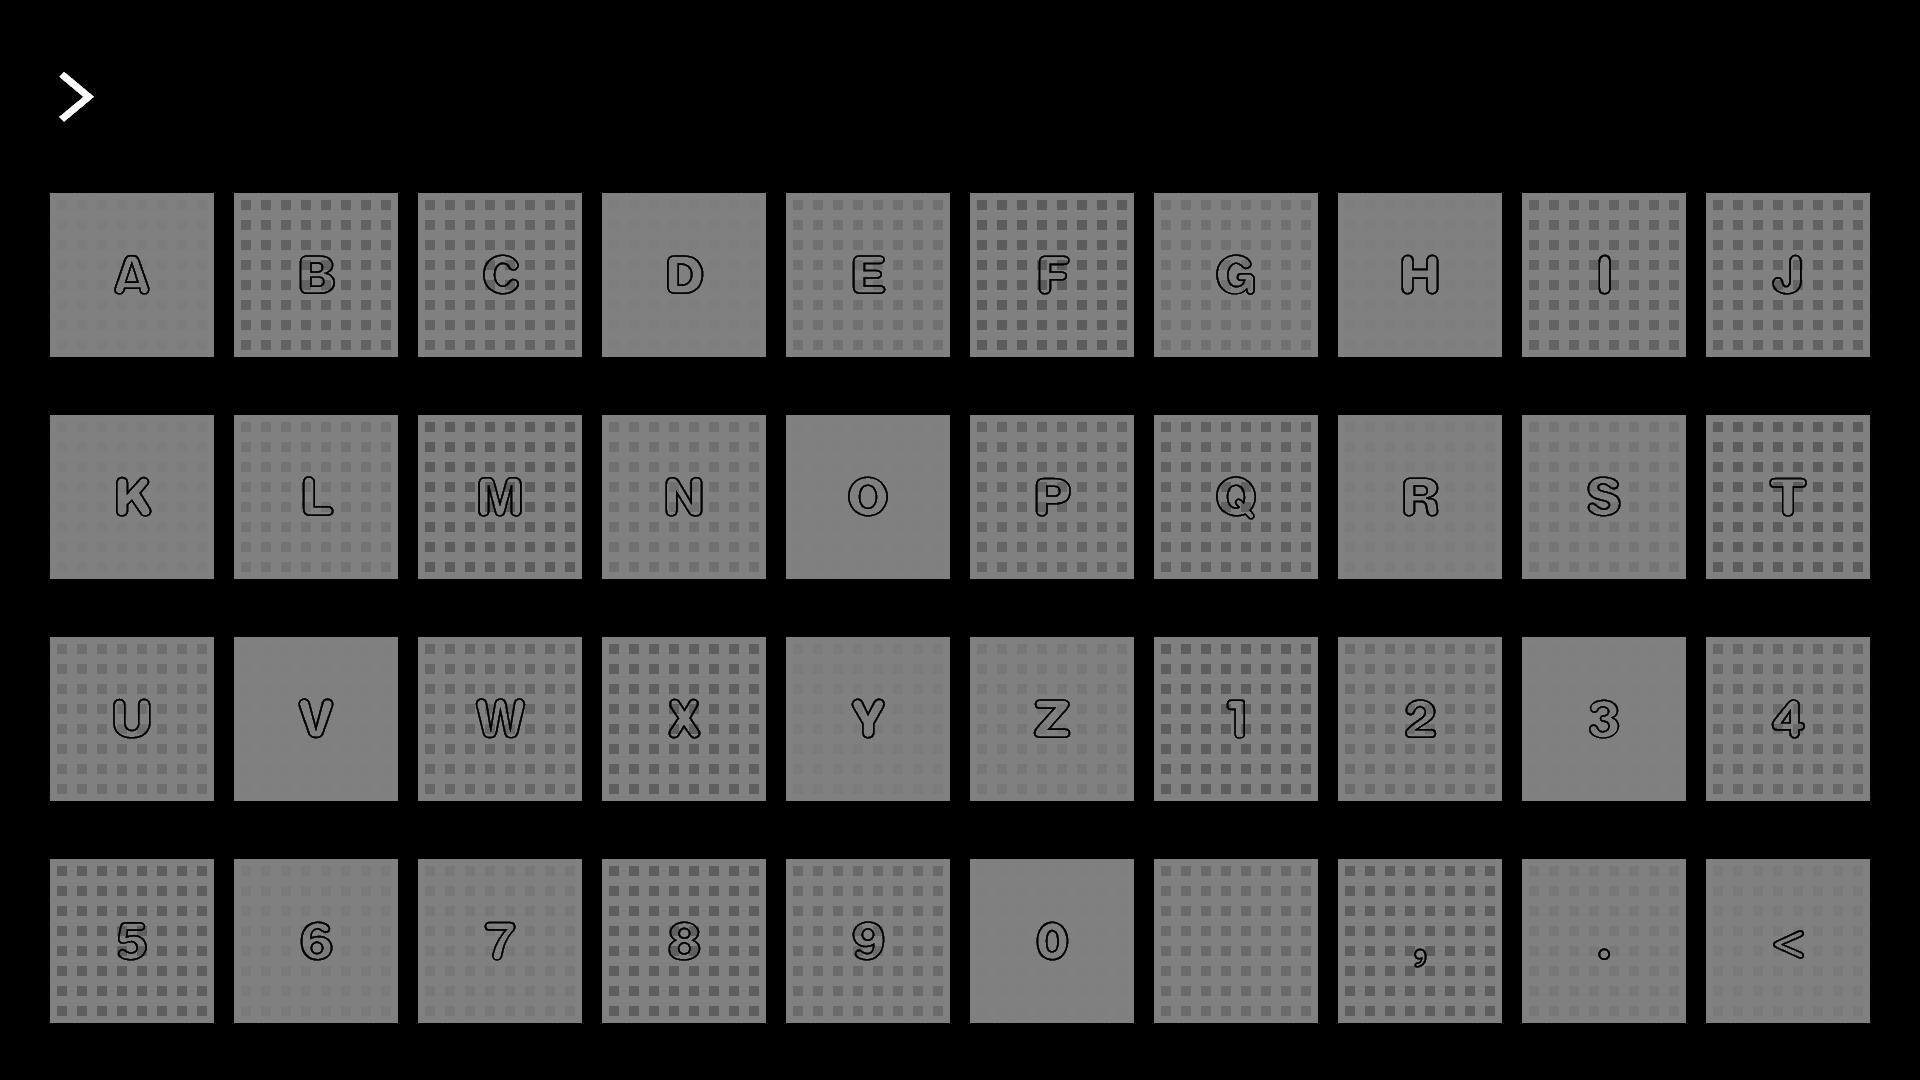 >
A B C D E F G H I J
K L M N O P Q R S T
U V W X Y Z 1 2 3 4
5 6 7 8 9 0 , . <